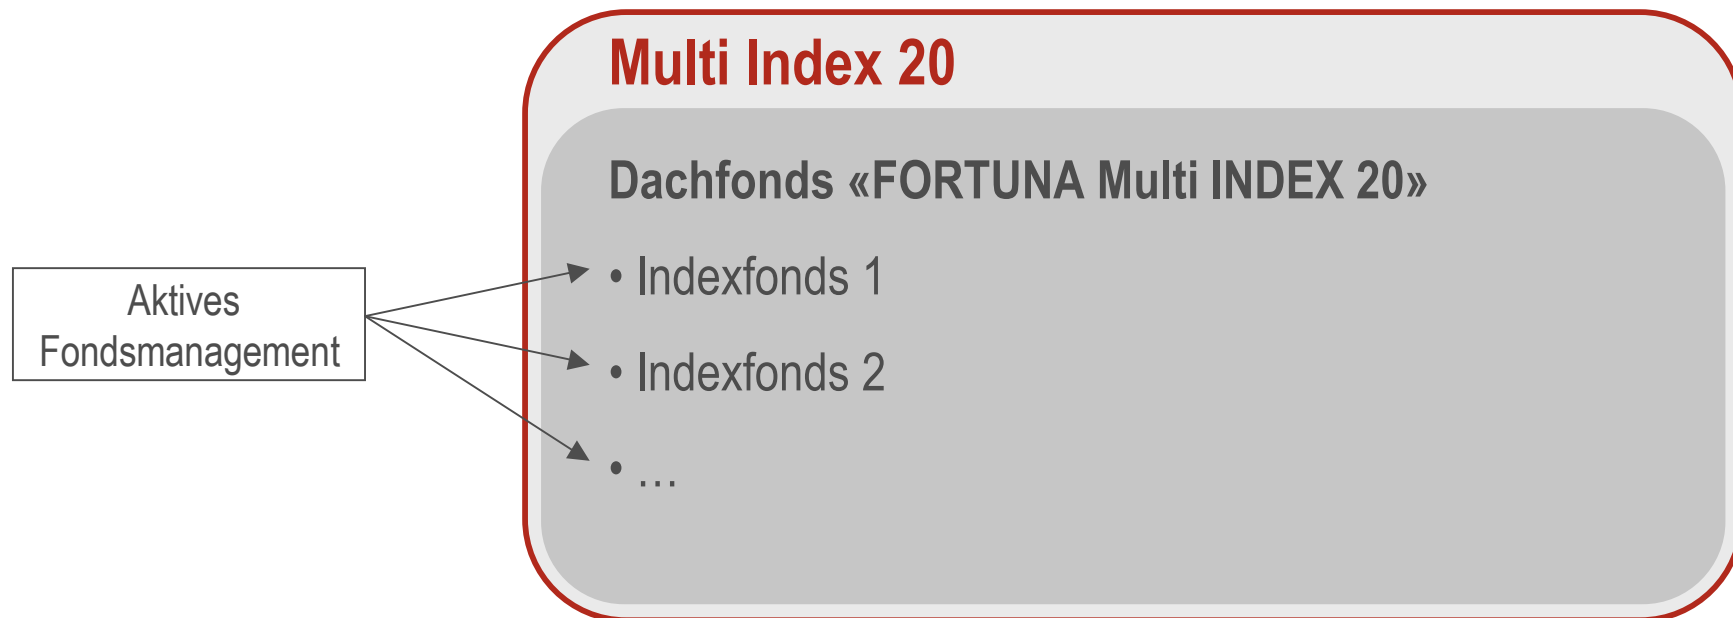 Multi Index 20
Dachfonds «FORTUNA Multi INDEX 20»
Aktives
Fondsmanagement
• Indexfonds 1
• Indexfonds 2
• …